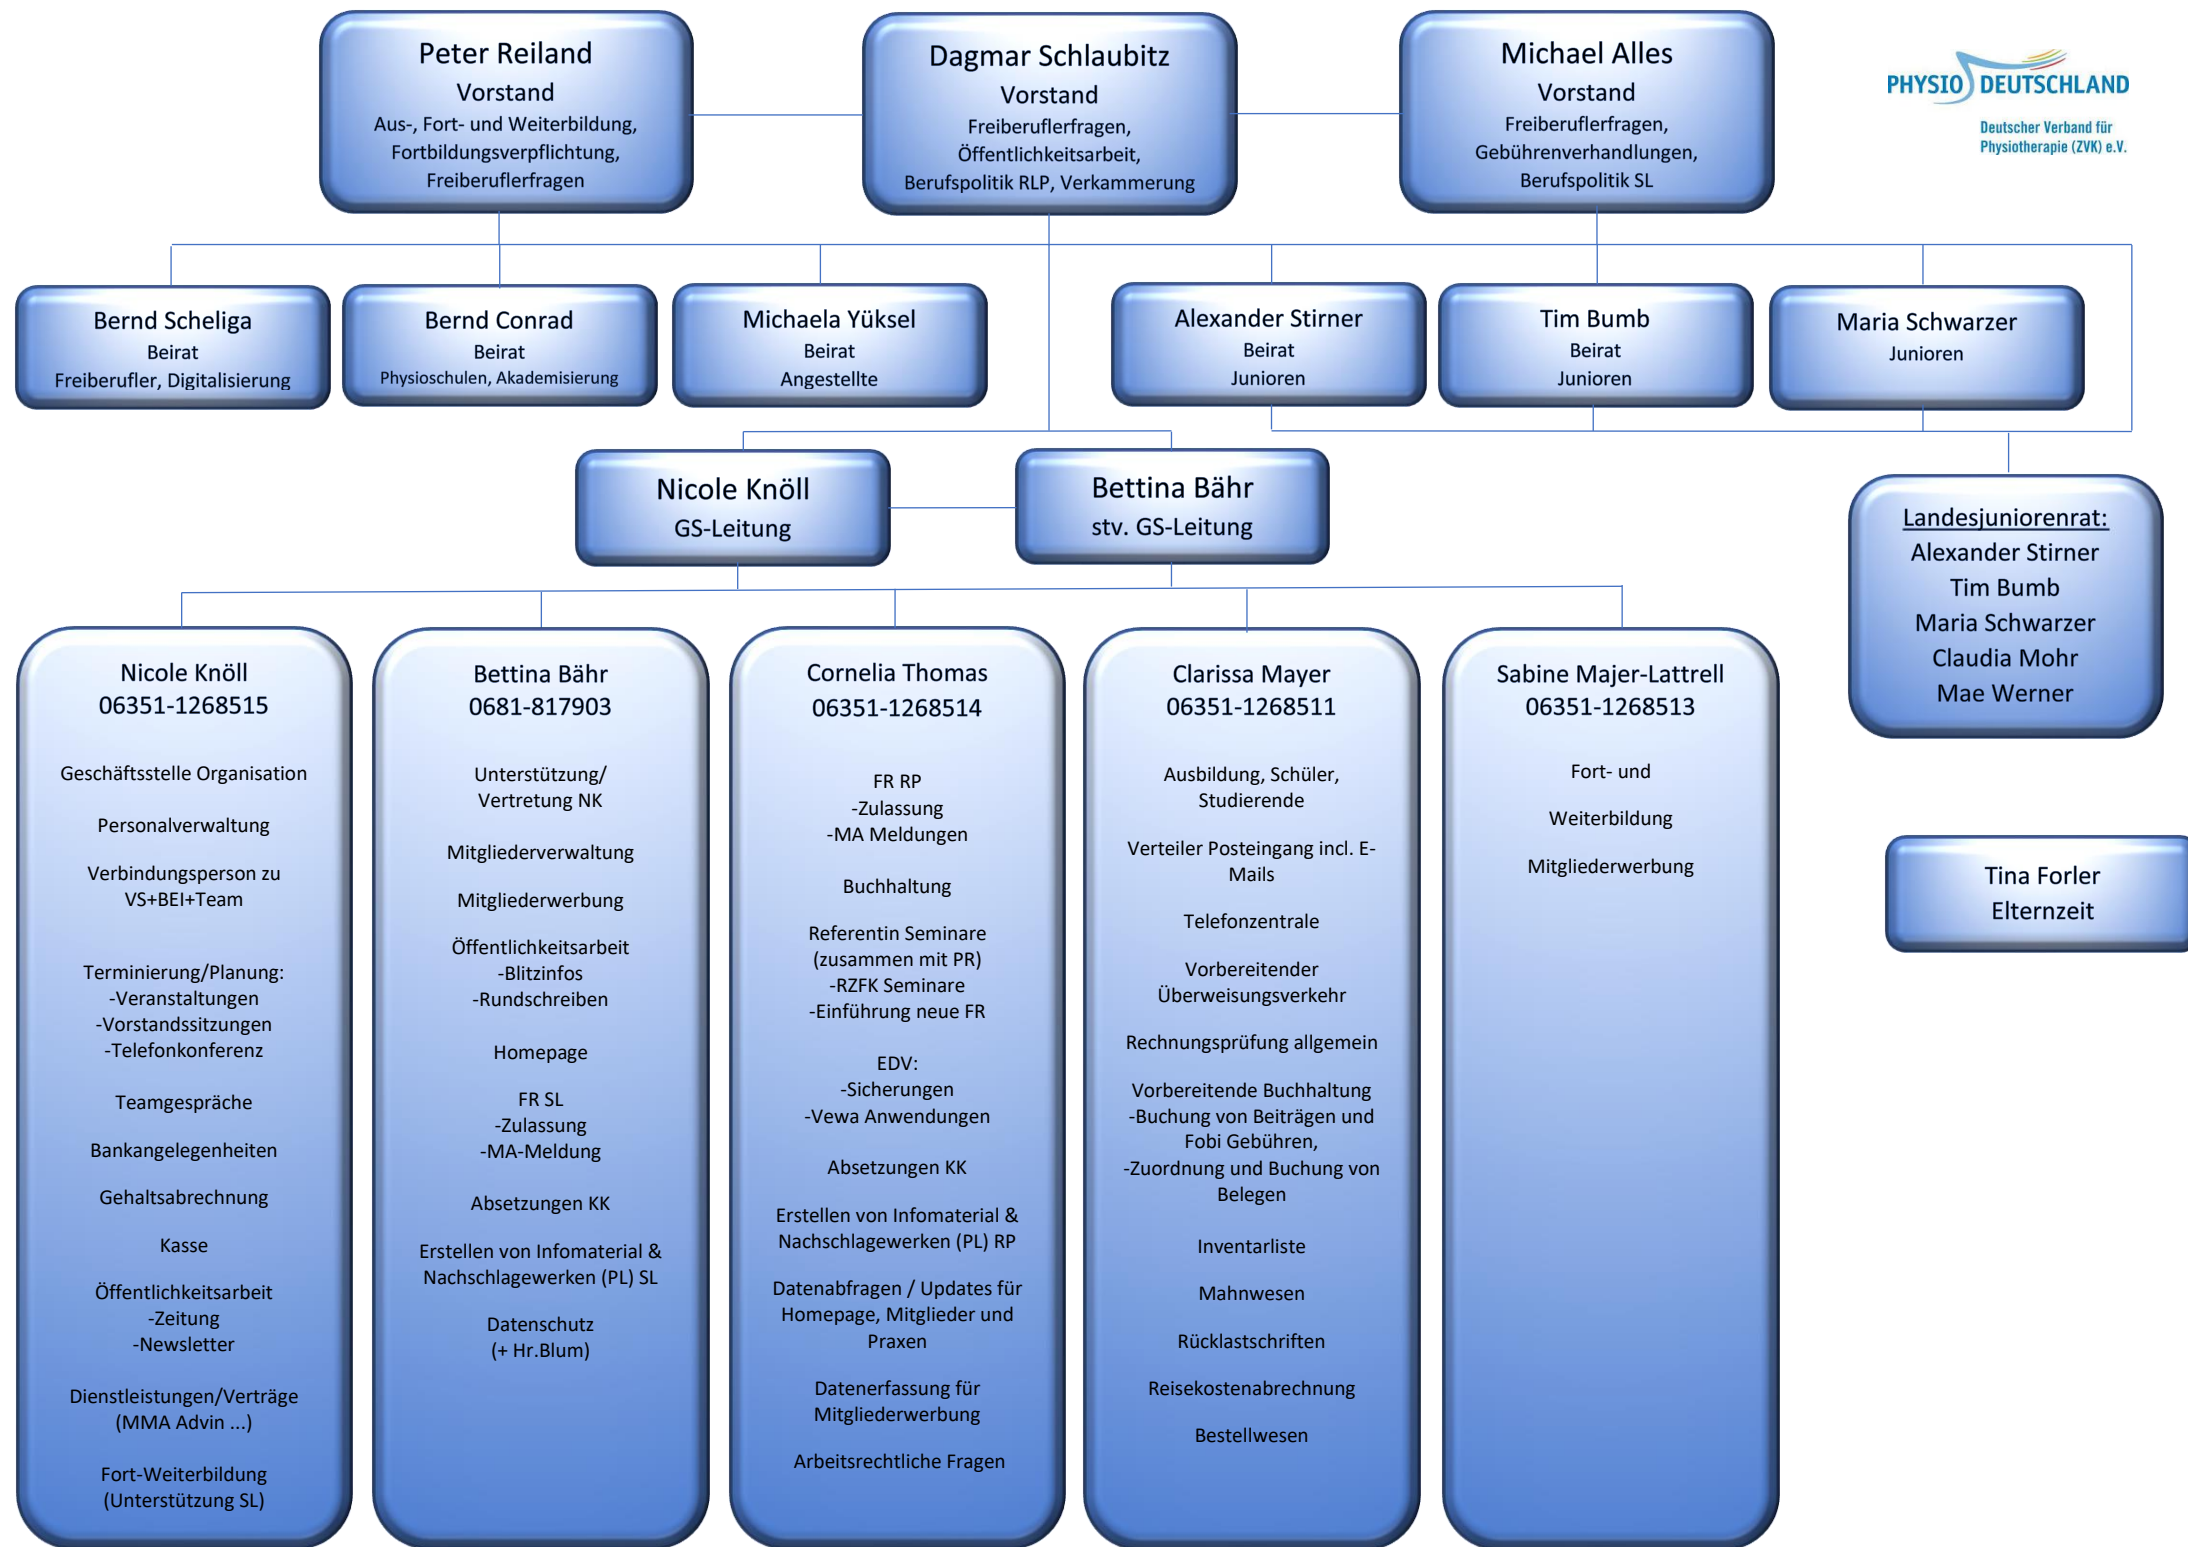 Peter Reiland
Vorstand
Aus-, Fort- und Weiterbildung,
Fortbildungsverpflichtung,
Freiberuflerfragen
Dagmar Schlaubitz
Vorstand
Freiberuflerfragen,
Öffentlichkeitsarbeit,
Berufspolitik RLP, Verkammerung
Michael Alles
Vorstand
Freiberuflerfragen,
Gebührenverhandlungen,
Berufspolitik SL
PHYSIO DEUTSCHLAND
Deutscher Verband für
Physiotherapie (ZVK) e.V.
Bernd Scheliga
Beirat
Freiberufler, Digitalisierung
Bernd Conrad
Beirat
Physioschulen, Akademisierung
Michaela Yüksel
Beirat
Angestellte
Alexander Stirner
Beirat
Junioren
Tim Bumb
Beirat
Junioren
Maria Schwarzer
Junioren
Nicole Knöll
GS-Leitung
Bettina Bähr
stv. GS-Leitung
Landesjuniorenrat:
Alexander Stirner
Tim Bumb
Maria Schwarzer
Claudia Mohr
Mae Werner
Nicole Knöll
06351-1268515
Geschäftsstelle Organisation
Personalverwaltung
Verbindungsperson zu
VS+BEI+Team
Terminierung/Planung:
-Veranstaltungen
-Vorstandssitzungen
-Telefonkonferenz
Teamgespräche
Bankangelegenheiten
Gehaltsabrechnung
Kasse
Öffentlichkeitsarbeit
-Zeitung
-Newsletter
Dienstleistungen/Verträge
(MMA Advin ...)
Fort-Weiterbildung
(Unterstützung SL)
Bettina Bähr
0681-817903
Unterstützung/
Vertretung NK
Mitgliederverwaltung
Mitgliederwerbung
Öffentlichkeitsarbeit
-Blitzinfos
-Rundschreiben
Homepage
FR SL
-Zulassung
-MA-Meldung
Absetzungen KK
Erstellen von Infomaterial &
Nachschlagewerken (PL) SL
Datenschutz
(+ Hr.Blum)
Cornelia Thomas
06351-1268514
FR RP
-Zulassung
-MA Meldungen
Buchhaltung
Referentin Seminare
(zusammen mit PR)
-RZFK Seminare
-Einführung neue FR
EDV:
-Sicherungen
-Vewa Anwendungen
Absetzungen KK
Erstellen von Infomaterial &
Nachschlagewerken (PL) RP
Datenabfragen / Updates für
Homepage, Mitglieder und
Praxen
Datenerfassung für
Mitgliederwerbung
Arbeitsrechtliche Fragen
Clarissa Mayer
06351-1268511
Ausbildung, Schüler,
Studierende
Verteiler Posteingang incl. E-
Mails
Telefonzentrale
Vorbereitender
Überweisungsverkehr
Rechnungsprüfung allgemein
Vorbereitende Buchhaltung
-Buchung von Beiträgen und
Fobi Gebühren,
-Zuordnung und Buchung von
Belegen
Inventarliste
Mahnwesen
Rücklastschriften
Reisekostenabrechnung
Bestellwesen
Sabine Majer-Lattrell
06351-1268513
Fort- und
Weiterbildung
Mitgliederwerbung
Tina Forler
Elternzeit